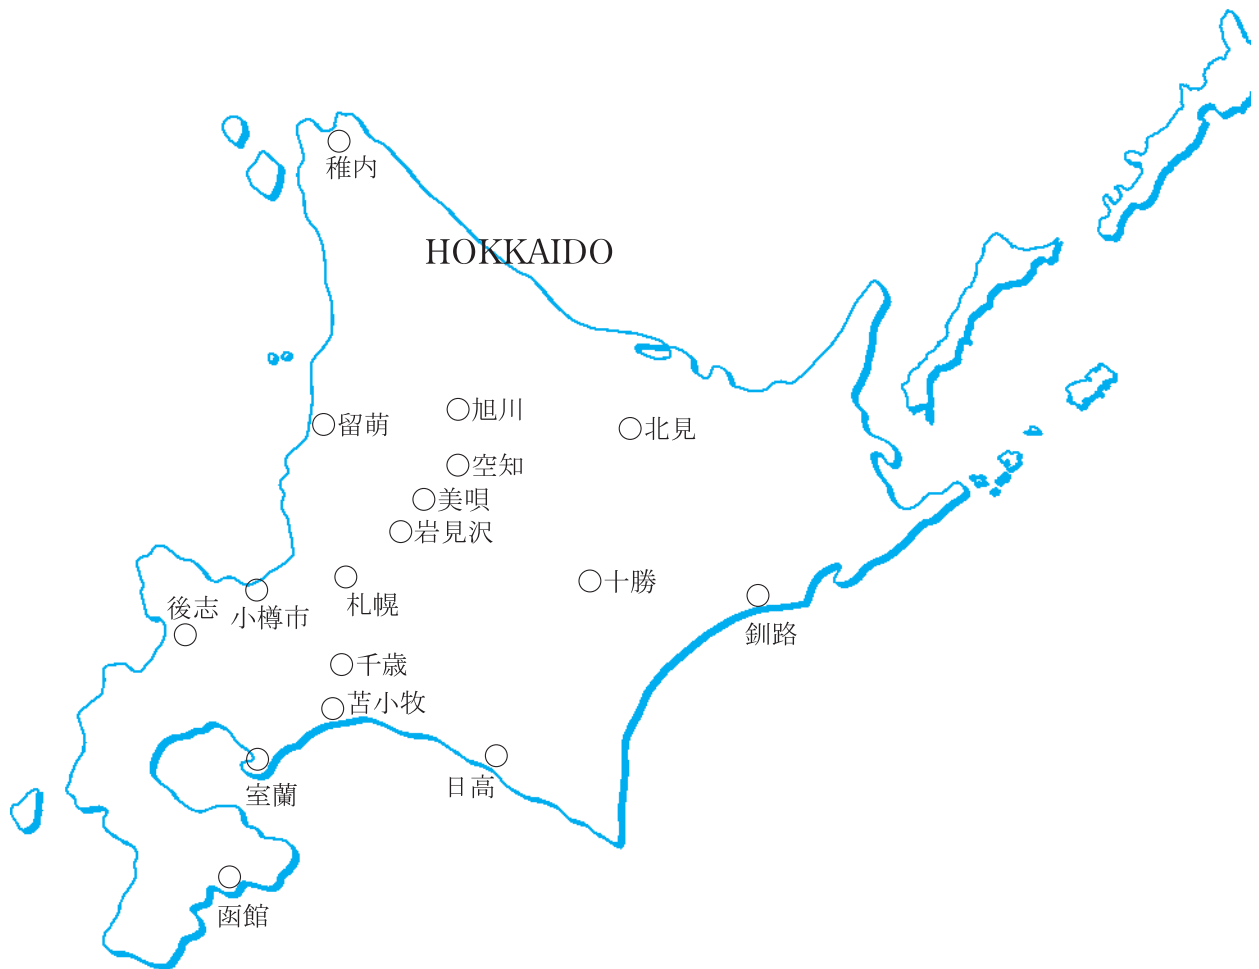 稚内
HOKKAIDO
旭川
留萌
北見
空知
美唄
岩見沢
十勝
札幌
後志
小樽市
釧路
千歳
苫小牧
日高
室蘭
函館